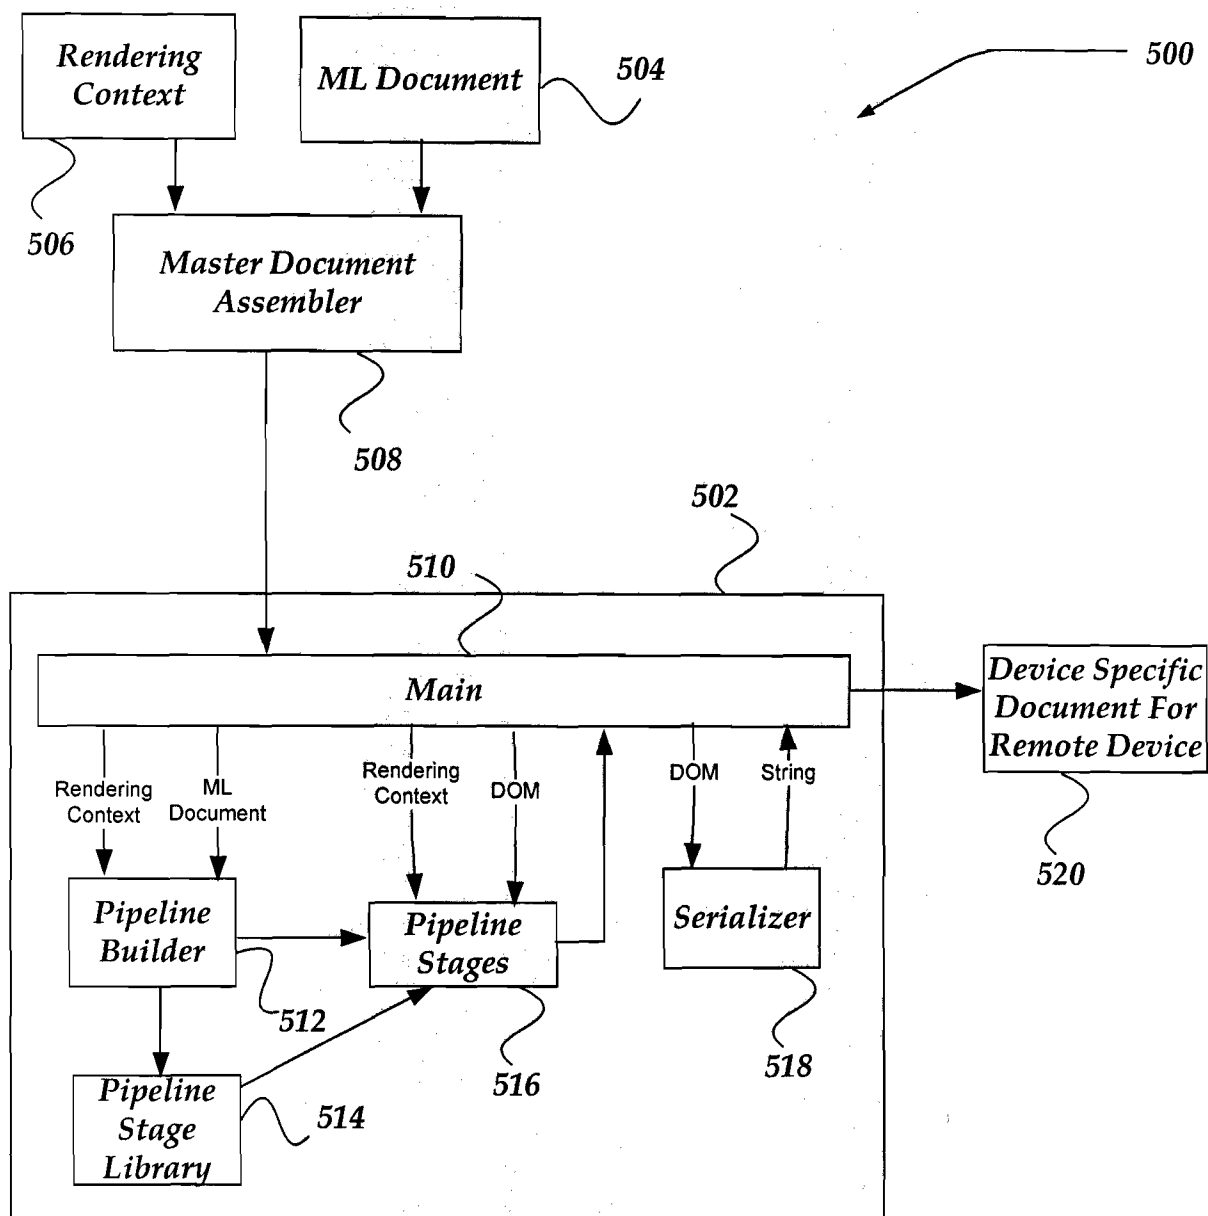 Rendering
Context
ML Document
504
500
506
Master Document
Assembler
508
502
510
Main
Device Specific
Document For
Remote Device
Rendering
Context
ML
Document
Rendering
Context
DOM
DOM
String
520
Pipeline
Builder
Pipeline
Stages
Serializer
512
518
516
Pipeline
Stage
Library
514